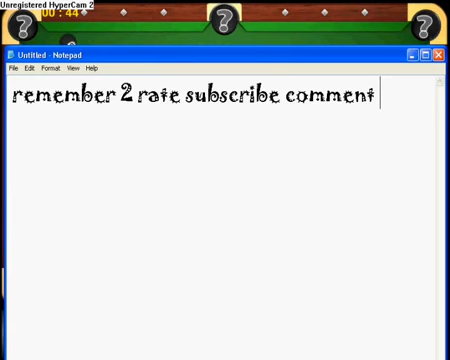 Unregistered HyperCam 2
00 : 44
Untitled - Notepad
File Edit Format View Help
remember 2 rate subscribe comment